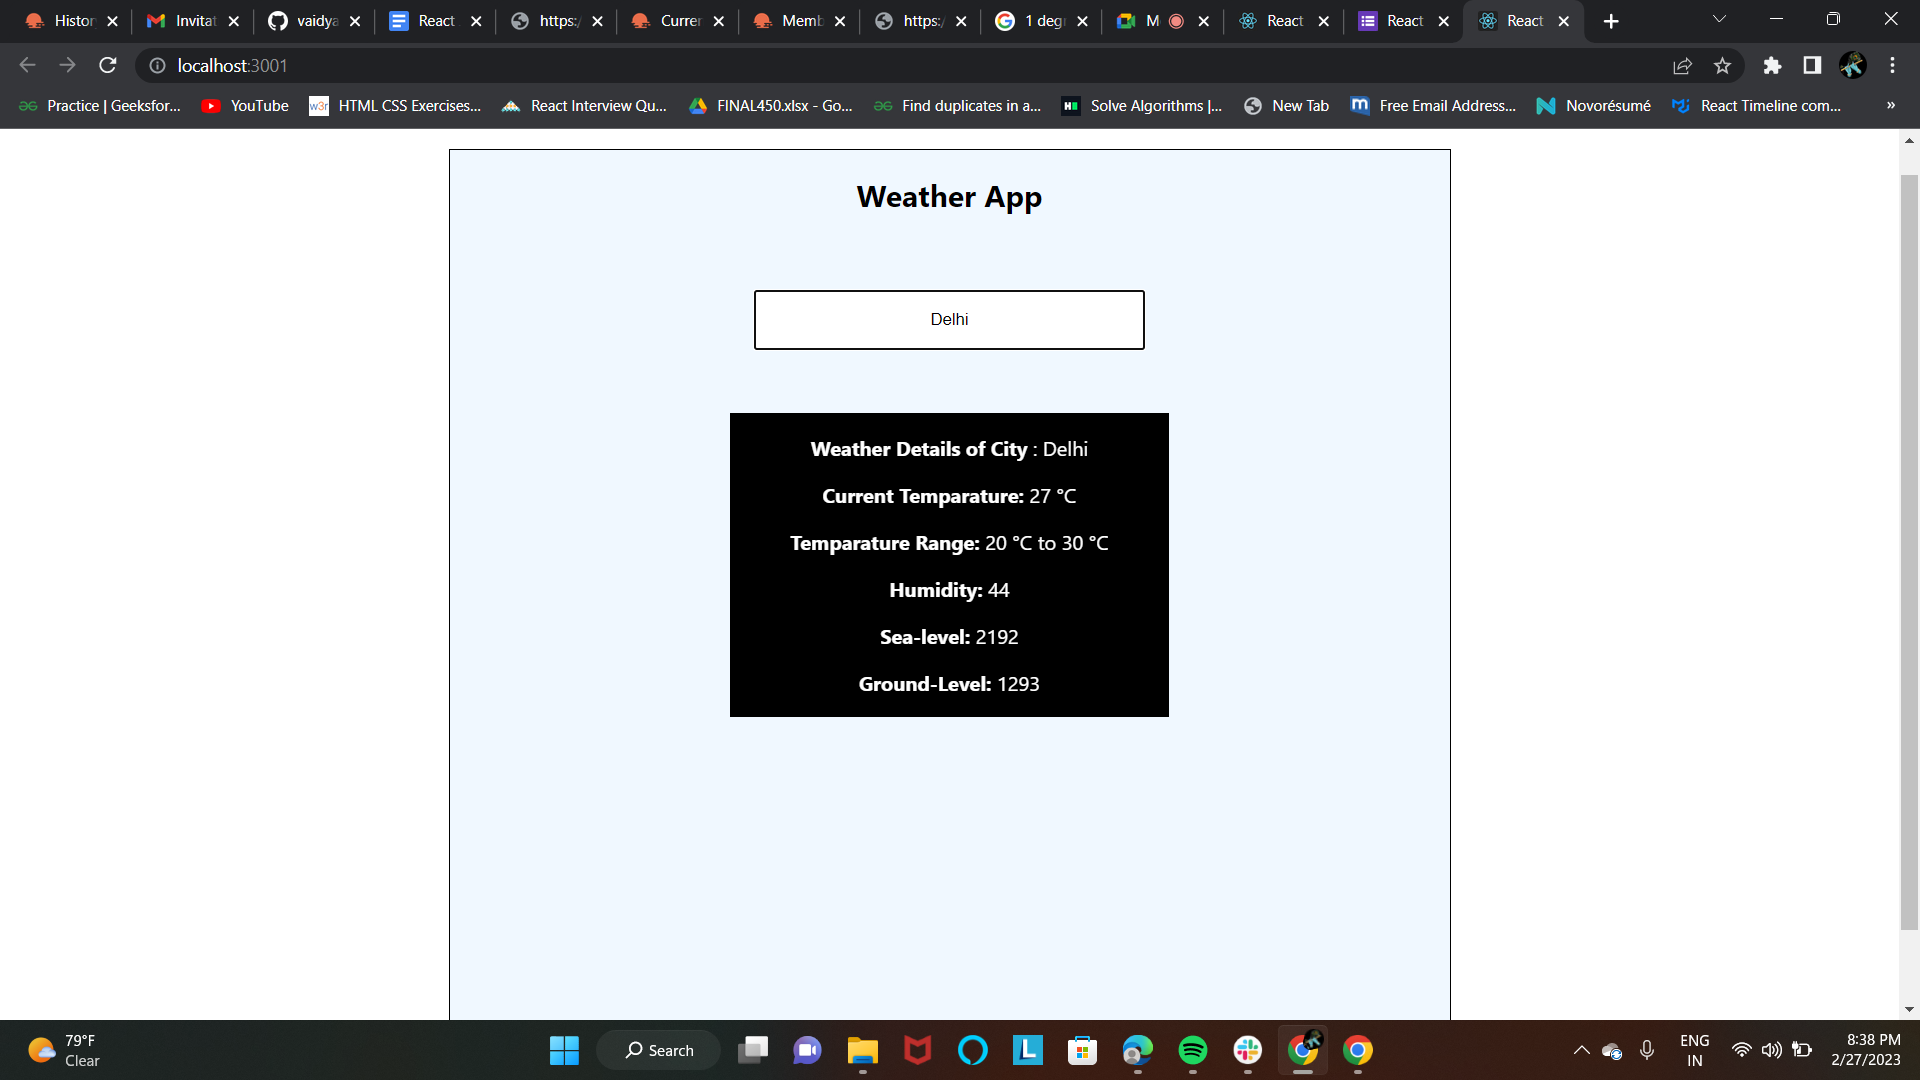 Histor
Invitat
vaidya
React
https:/
Currer
Memb
https:/
1 degr
M
React
React
React
localhost:3001
Practice | Geeksfor...
YouTube
w3r
HTML CSS Exercises...
React Interview Qu...
FINAL450.xlsx - Go...
Find duplicates in a...
Solve Algorithms |...
New Tab
Free Email Address...
Novorésumé
React Timeline com...
»
Weather App
Delhi
Weather Details of City : Delhi
Current Temparature: 27 °C
Temparature Range: 20 °C to 30 °C
Humidity: 44
Sea-level: 2192
Ground-Level: 1293
79°F
Clear
Search
ENG
IN
8:38 PM
2/27/2023